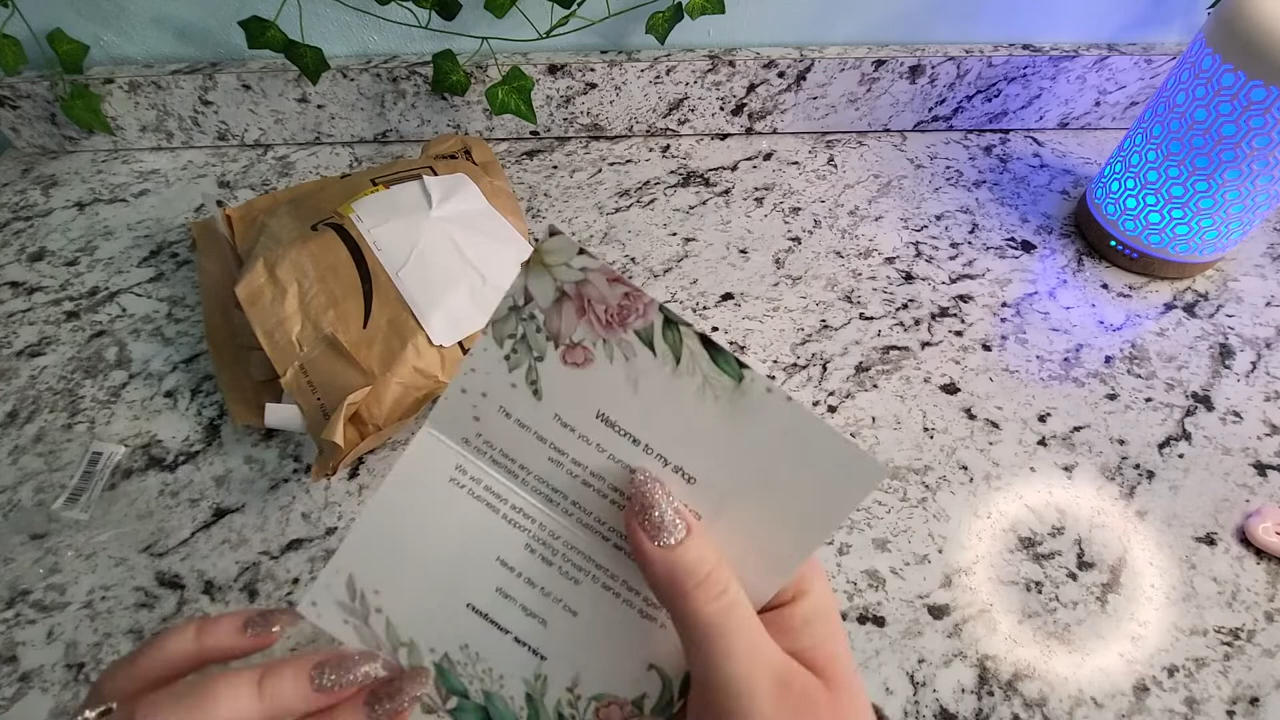 Welcome to my shop
Thank you for
with our service and
The item has been sent with care,
If you have any concerns about our
do not hesitate to contact our customer
We will always adhere to our commitment,
your business support,looking forward to serve you again in
the near future!
Have a day full of love
Warm regards,
customer service
OPEN • TEAR HERE